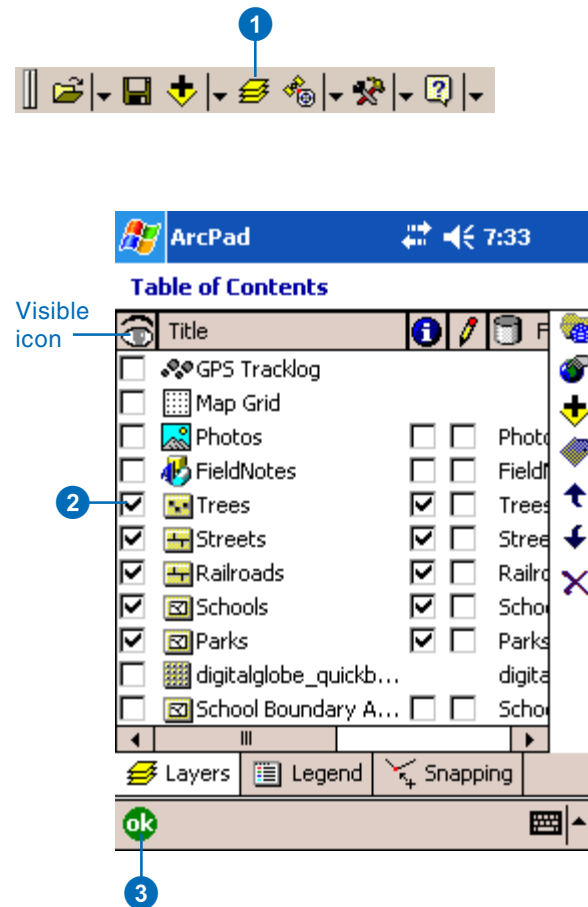 1
ArcPad 7:33
Table of Contents
Visible
icon
Title F
GPS Tracklog
Map Grid
Photos Photo
FieldNotes Field
2
Trees Trees
Streets Stree
Railroads Railro
Schools Schoo
Parks Parks
digitalglobe_quickb... digita
School Boundary A... Schoo
Layers Legend Snapping
ok
3